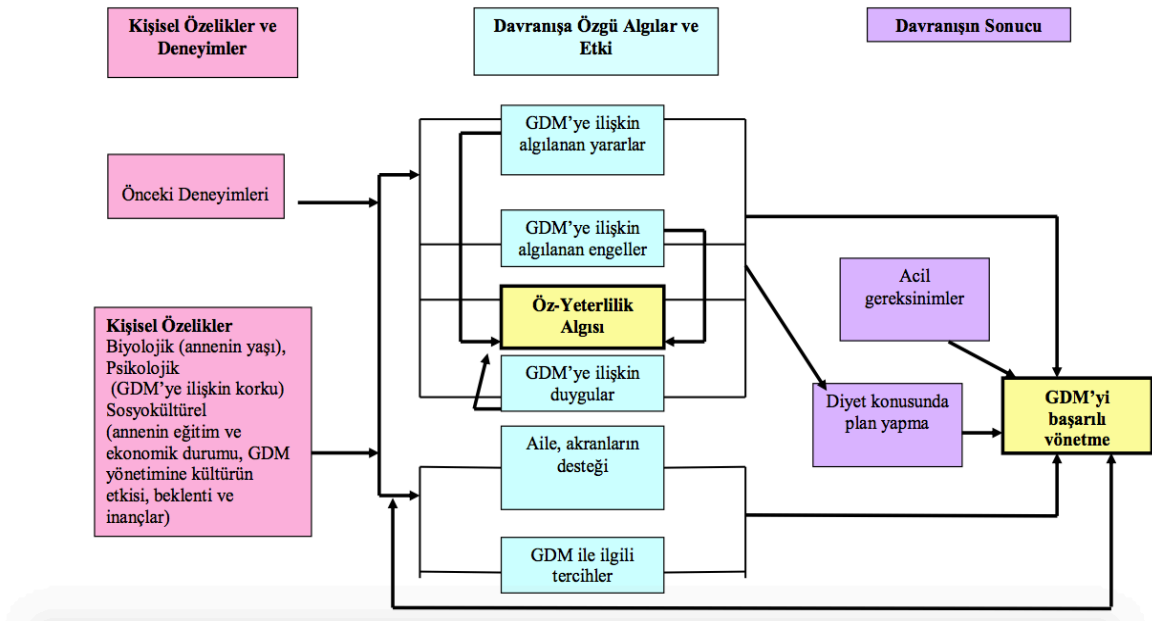 Kişisel Özelikler ve
Deneyimler
Davranışa Özgü Algılar ve
Etki
Davranışın Sonucu
Önceki Deneyimleri
Kişisel Özelikler
Biyolojik (annenin yaşı),
Psikolojik
(GDM’ye ilişkin korku)
Sosyokültürel
(annenin eğitim ve
ekonomik durumu, GDM
yönetimine kültürün
etkisi, beklenti ve
inançlar)
GDM’ye ilişkin
algılanan yararlar
GDM’ye ilişkin
algılanan engeller
Öz-Yeterlilik
Algısı
GDM’ye ilişkin
duygular
Aile, akranların
desteği
GDM ile ilgili
tercihler
Acil
gereksinimler
Diyet konusunda
plan yapma
GDM’yi
başarılı
yönetme